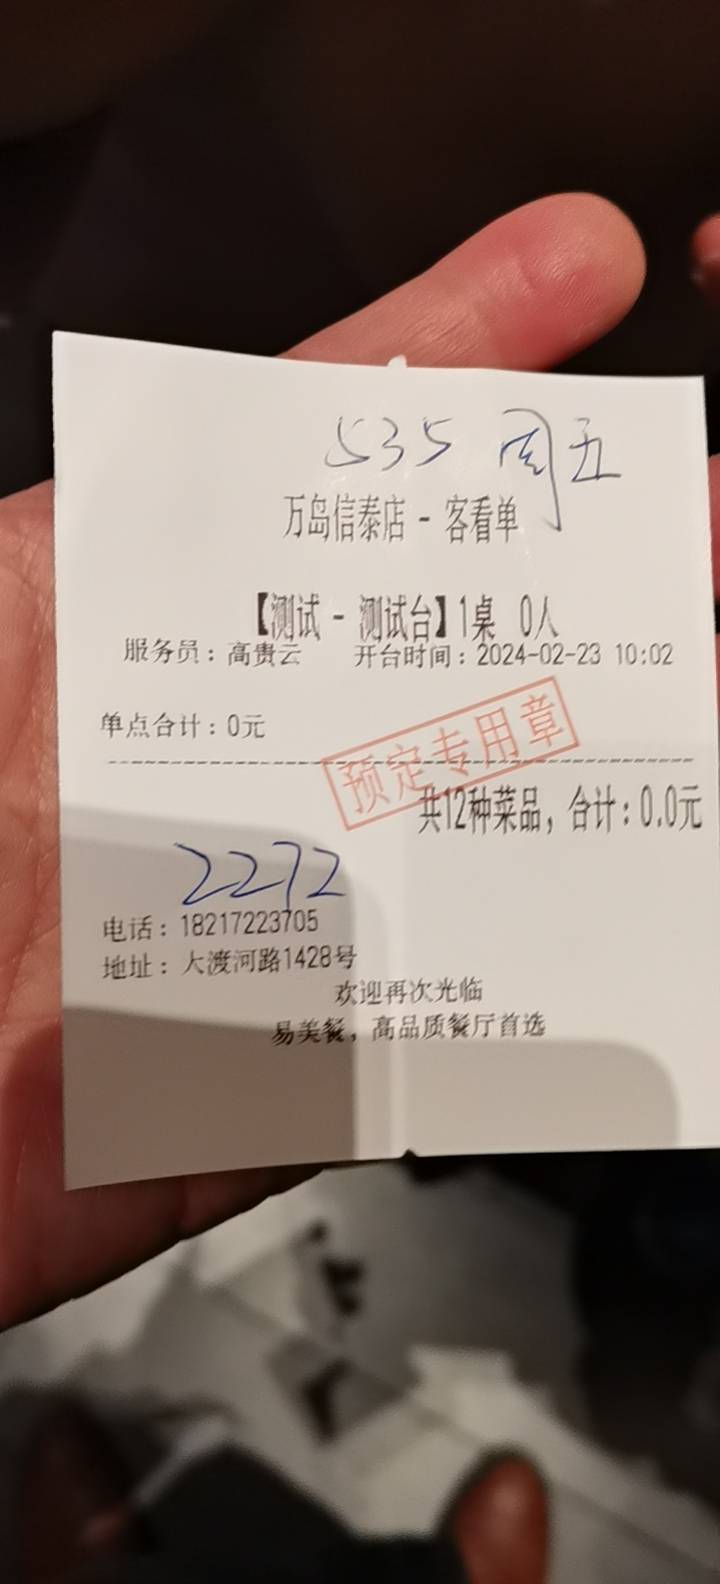 535 周五
万岛信泰店 - 客看单
【测试 - 测试台】1桌 0人
服务员：高贵云 开台时间：2024-02-23 10:02
单点合计：0元
预定专用章
共12种菜品，合计：0.0元
2272
电话：18217223705
地址：大渡河路1428号
欢迎再次光临
易美餐，高品质餐厅首选